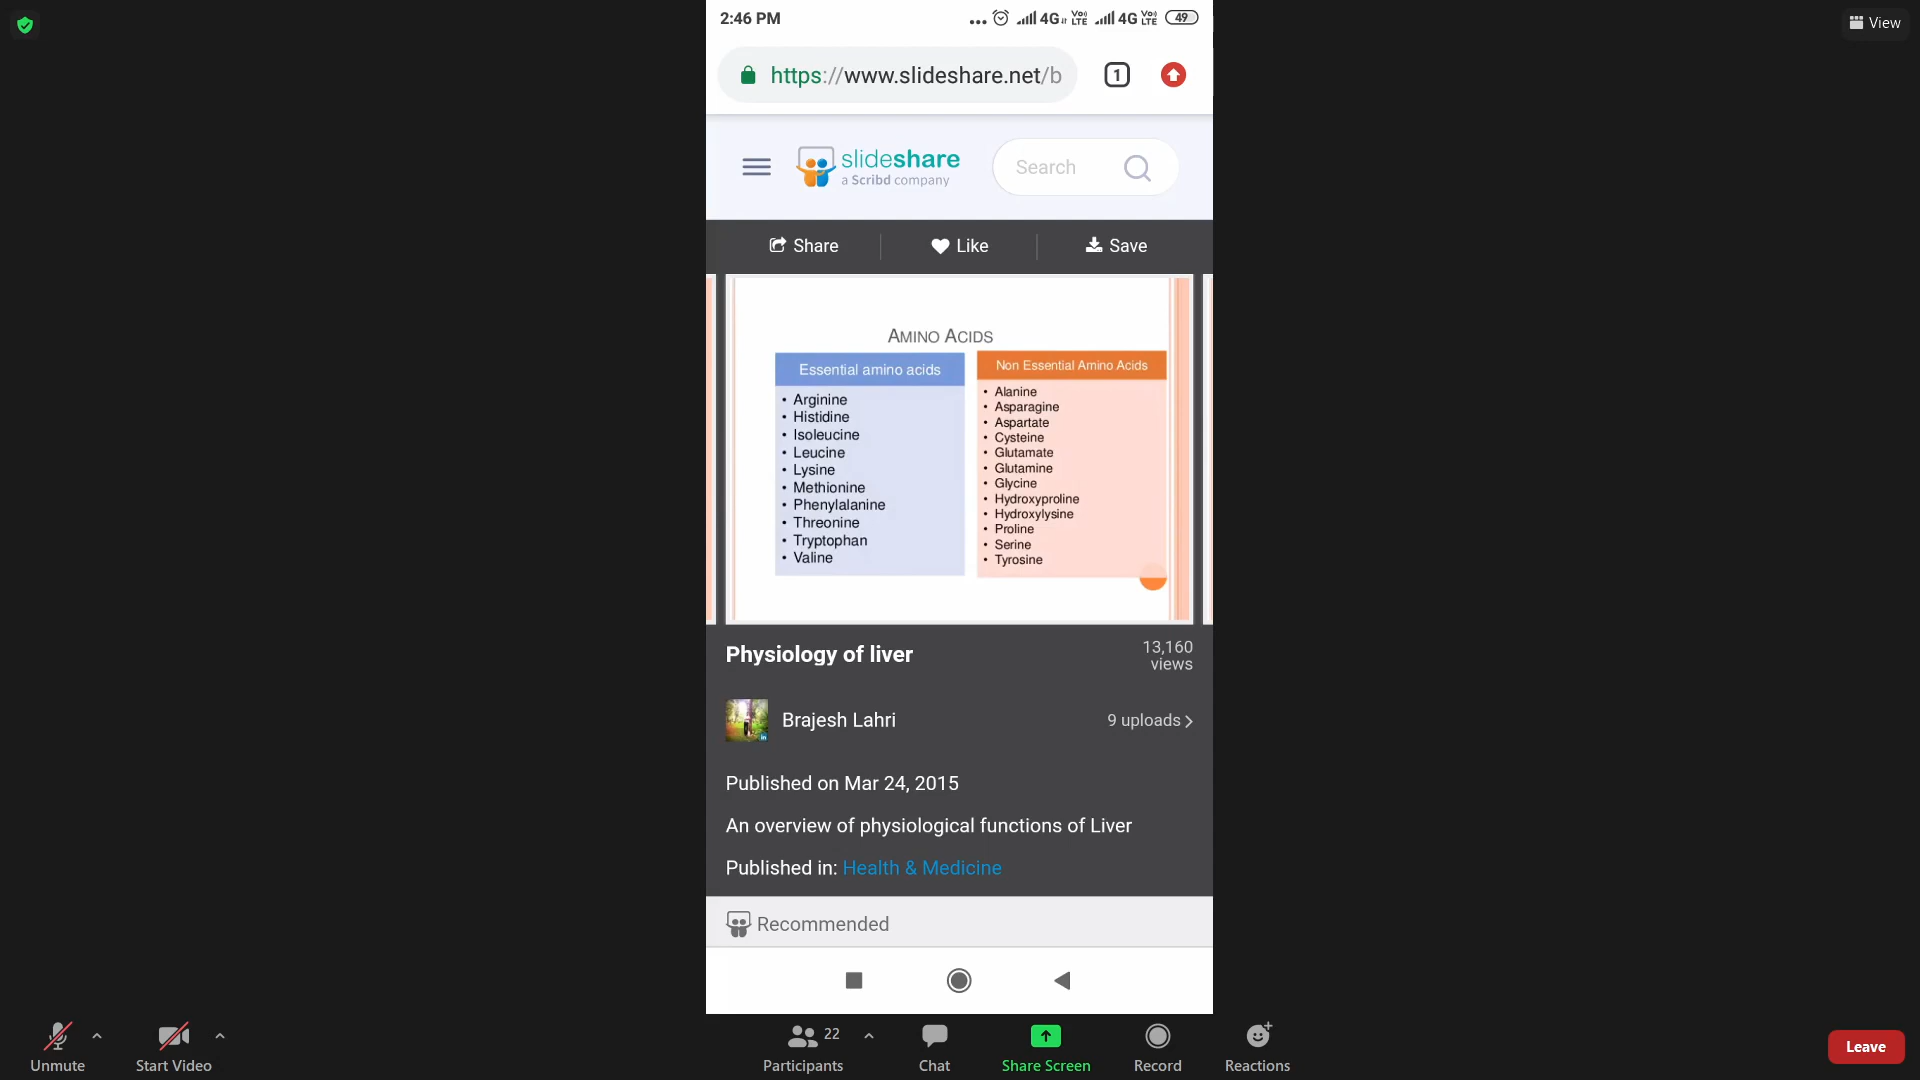 View
2:46 PM
4G
4G
49
1
https://www.slideshare.net/b
slideshare
a Scribd company
Search
Share
Like
Save
AMINO ACIDS
Essential amino acids
• Arginine
• Histidine
• Isoleucine
• Leucine
• Lysine
• Methionine
• Phenylalanine
• Threonine
• Tryptophan
• Valine
Non Essential Amino Acids
• Alanine
• Asparagine
• Aspartate
• Cysteine
• Glutamate
• Glutamine
• Glycine
• Hydroxyproline
• Hydroxylysine
• Proline
• Serine
• Tyrosine
Physiology of liver
13,160
views
Brajesh Lahri
9 uploads
Published on Mar 24, 2015
An overview of physiological functions of Liver
Published in: Health & Medicine
Recommended
Unmute
Start Video
22
Participants
Chat
Share Screen
Record
Reactions
Leave